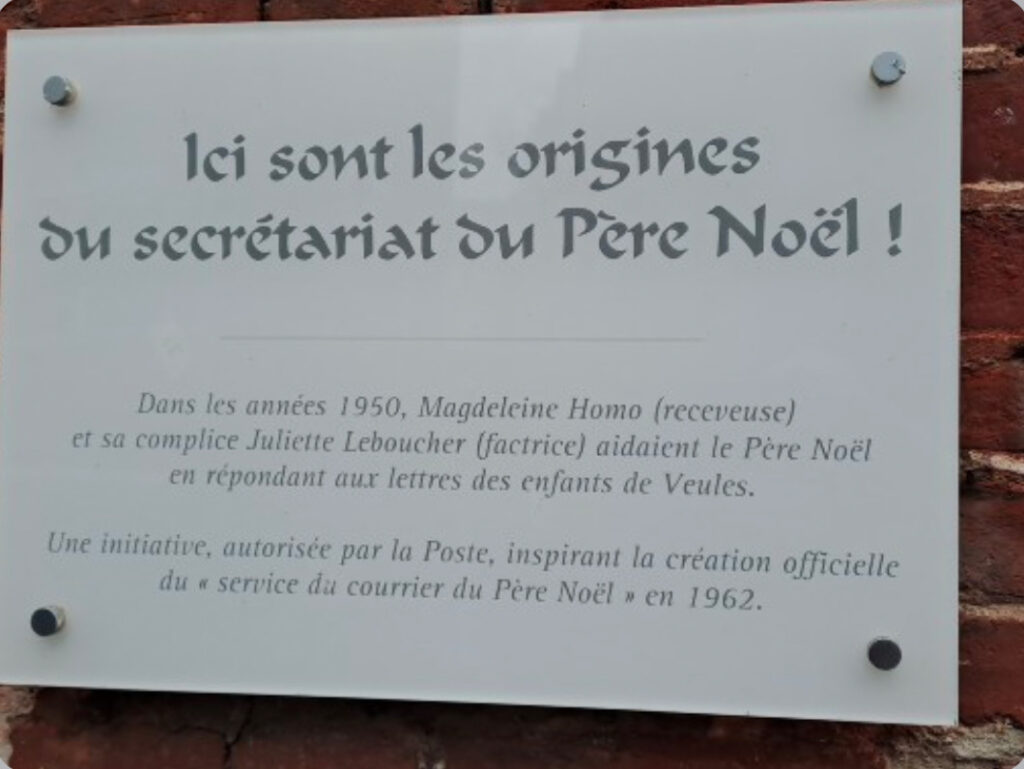 Ici sont les origines
du secrétariat du Père Noël !
Dans les années 1950, Magdeleine Homo (receveuse)
et sa complice Juliette Leboucher (factrice) aidaient le Père Noël
en répondant aux lettres des enfants de Veules.
Une initiative, autorisée par la Poste, inspirant la création officielle
du « service du courrier du Père Noël » en 1962.